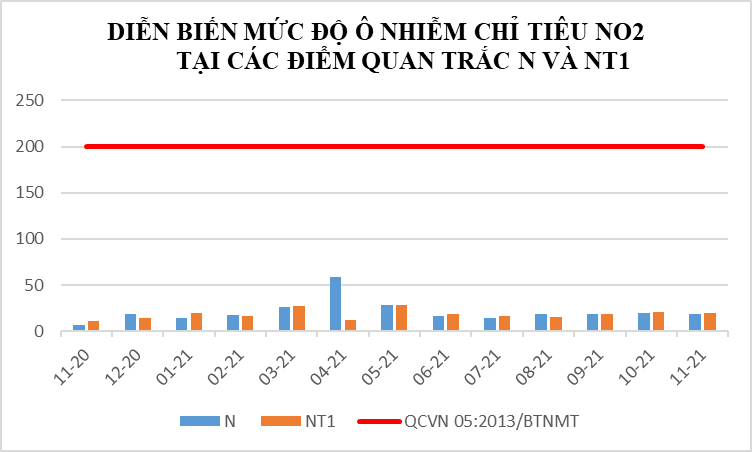 DIỄN BIẾN MỨC ĐỘ Ô NHIỄM CHỈ TIÊU NO2
TẠI CÁC ĐIỂM QUAN TRẮC N VÀ NT1
250
200
150
100
50
0
11-20 12-20 01-21 02-21 03-21 04-21 05-21 06-21 07-21 08-21 09-21 10-21 11-21
N NT1 QCVN 05:2013/BTNMT